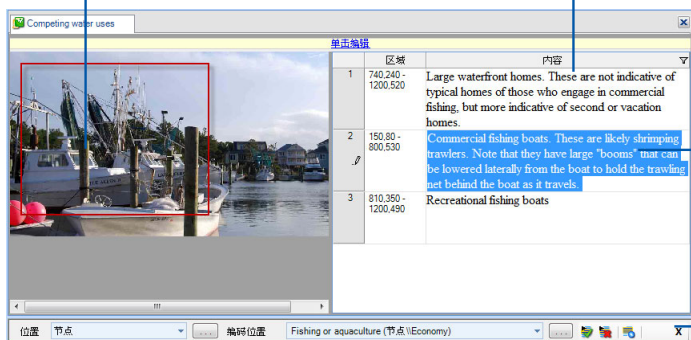 Competing water uses
单击编辑
区域 内容
1 740,240 - 1200,520 Large waterfront homes. These are not indicative of
typical homes of those who engage in commercial
fishing, but more indicative of second or vacation
homes.
2 150,80 - 800,530 Commercial fishing boats. These are likely shrimping
trawlers. Note that they have large "booms" that can
be lowered laterally from the boat to hold the trawling
net behind the boat as it travels.
3 810,350 - 1200,490 Recreational fishing boats
位置 节点 ... 编码位置 Fishing or aquaculture (节点\\Economy) ... X